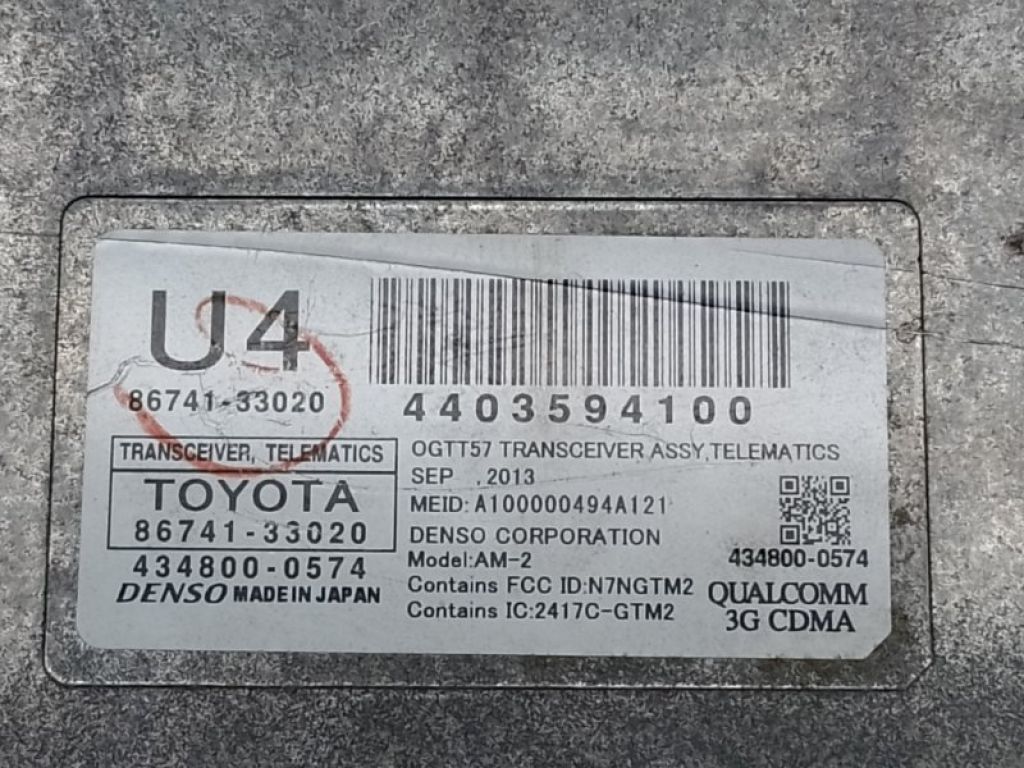 U4
86741-33020
4403594100
TRANSCEIVER, TELEMATICS
TOYOTA
86741-33020
434800-0574
DENSO MADE IN JAPAN
OGTT57 TRANSCEIVER ASSY,TELEMATICS
SEP ,2013
MEID:A100000494A121
DENSO CORPORATION
Model:AM-2
Contains FCC ID:N7NGTM2
Contains IC:2417C-GTM2
434800-0574
QUALCOMM
3G CDMA